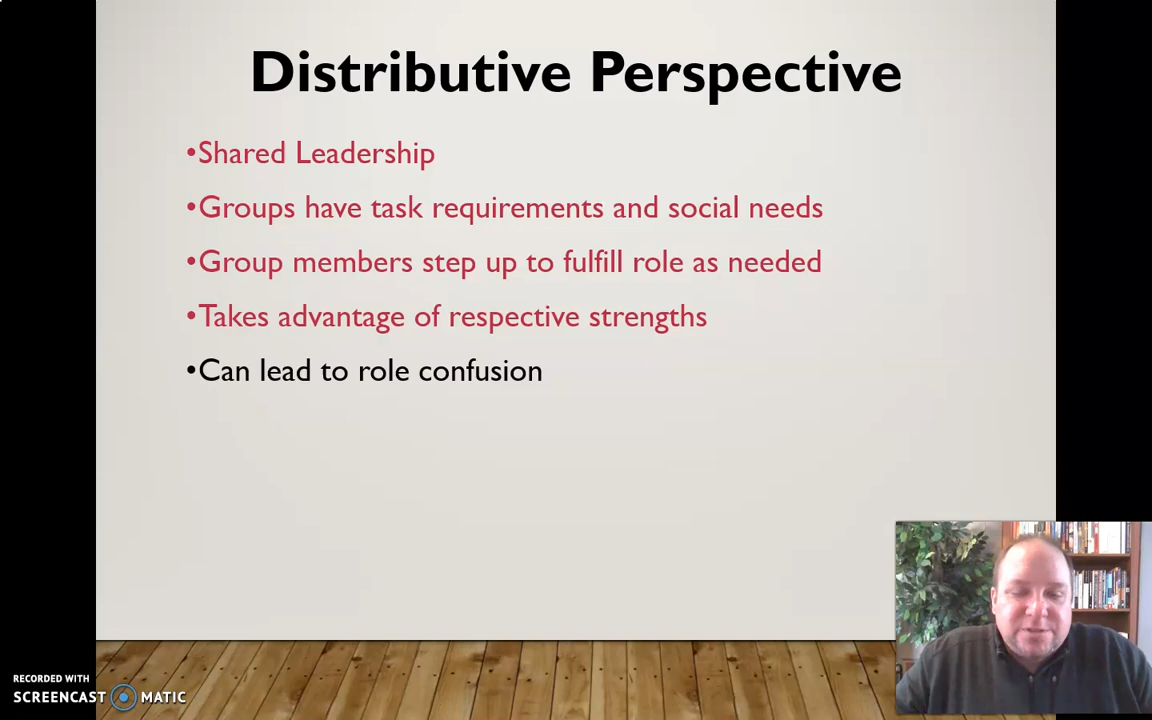 Distributive Perspective
•Shared Leadership
•Groups have task requirements and social needs
•Group members step up to fulfill role as needed
•Takes advantage of respective strengths
•Can lead to role confusion
RECORDED WITH
SCREENCAST MATIC